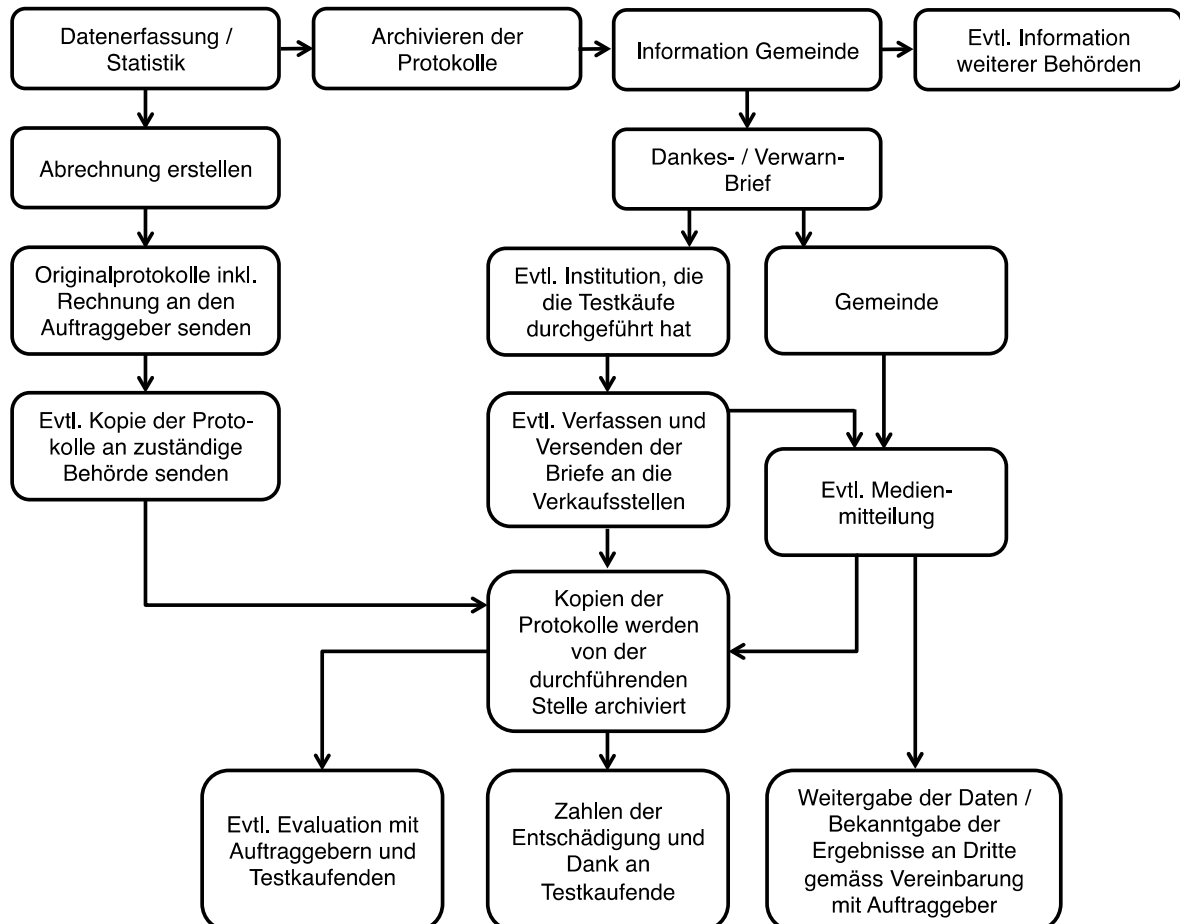 Datenerfassung /
Statistik
Archivieren der
Protokolle
Information Gemeinde
Evtl. Information
weiterer Behörden
Abrechnung erstellen
Dankes- / Verwarn-
Brief
Originalprotokolle inkl.
Rechnung an den
Auftraggeber senden
Evtl. Institution, die
die Testkäufe
durchgeführt hat
Gemeinde
Evtl. Kopie der Proto-
kolle an zuständige
Behörde senden
Evtl. Verfassen und
Versenden der
Briefe an die
Verkaufsstellen
Evtl. Medien-
mitteilung
Kopien der
Protokolle werden
von der
durchführenden
Stelle archiviert
Evtl. Evaluation mit
Auftraggebern und
Testkaufenden
Zahlen der
Entschädigung und
Dank an
Testkaufende
Weitergabe der Daten /
Bekanntgabe der
Ergebnisse an Dritte
gemäss Vereinbarung
mit Auftraggeber